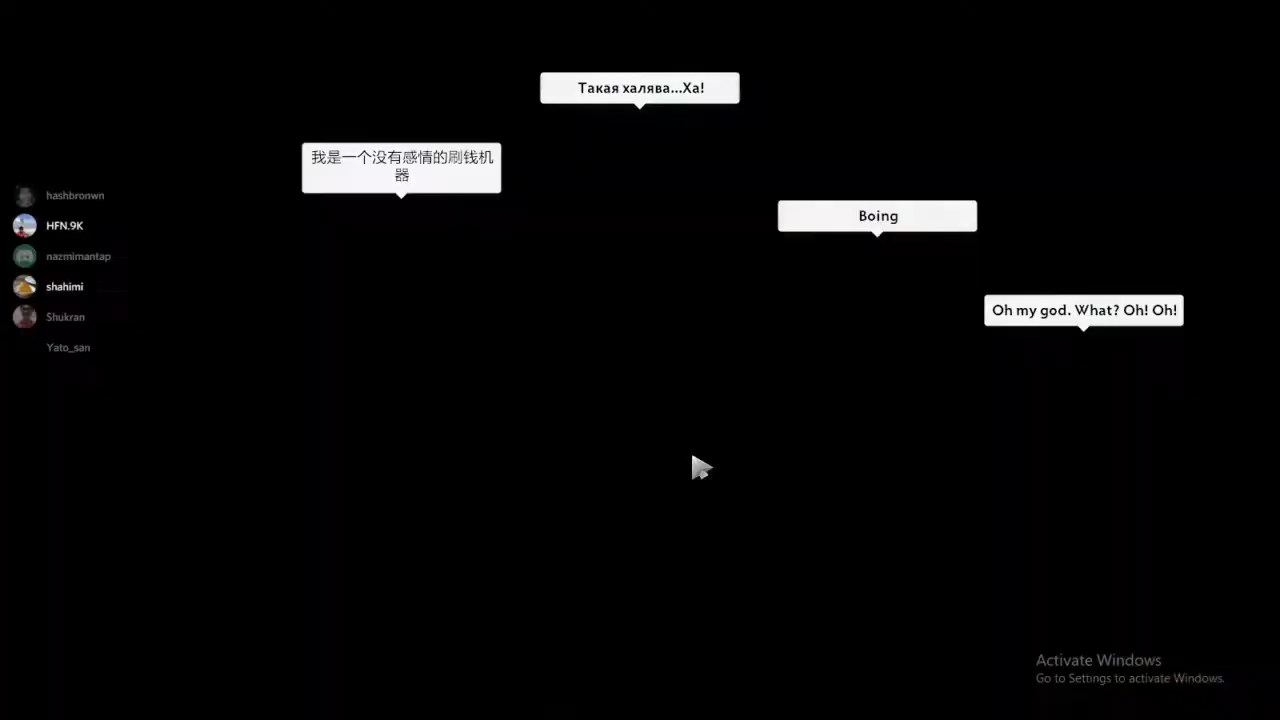 Такая халява...Ха!
我是一个没有感情的刷钱机
器
hashbronwn
HFN.9K
Boing
nazmimantap
shahimi
Oh my god. What? Oh! Oh!
Shukran
Yato_san
Activate Windows
Go to Settings to activate Windows.